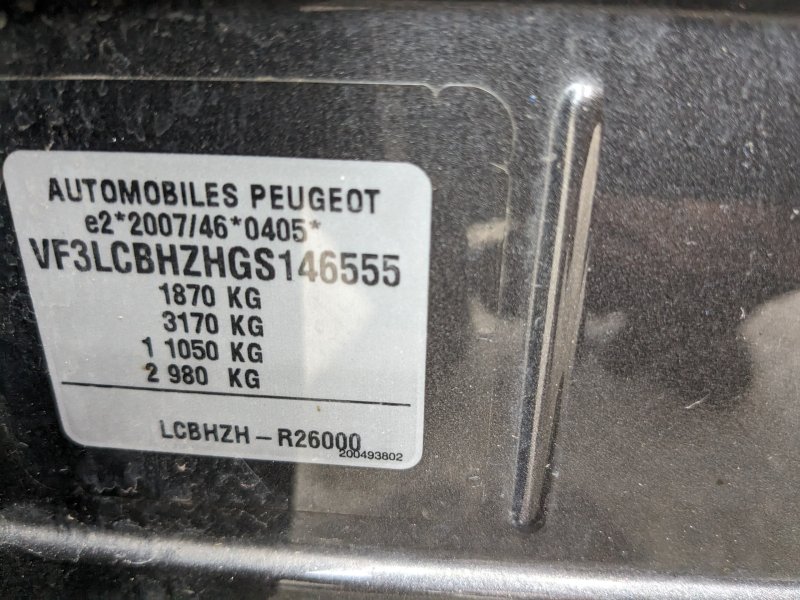 AUTOMOBILES PEUGEOT
e2*2007/46*0405*
VF3LCBHZHGS146555
1870 KG
3170 KG
1 1050 KG
2 980 KG
LCBHZH – R26000
200493802